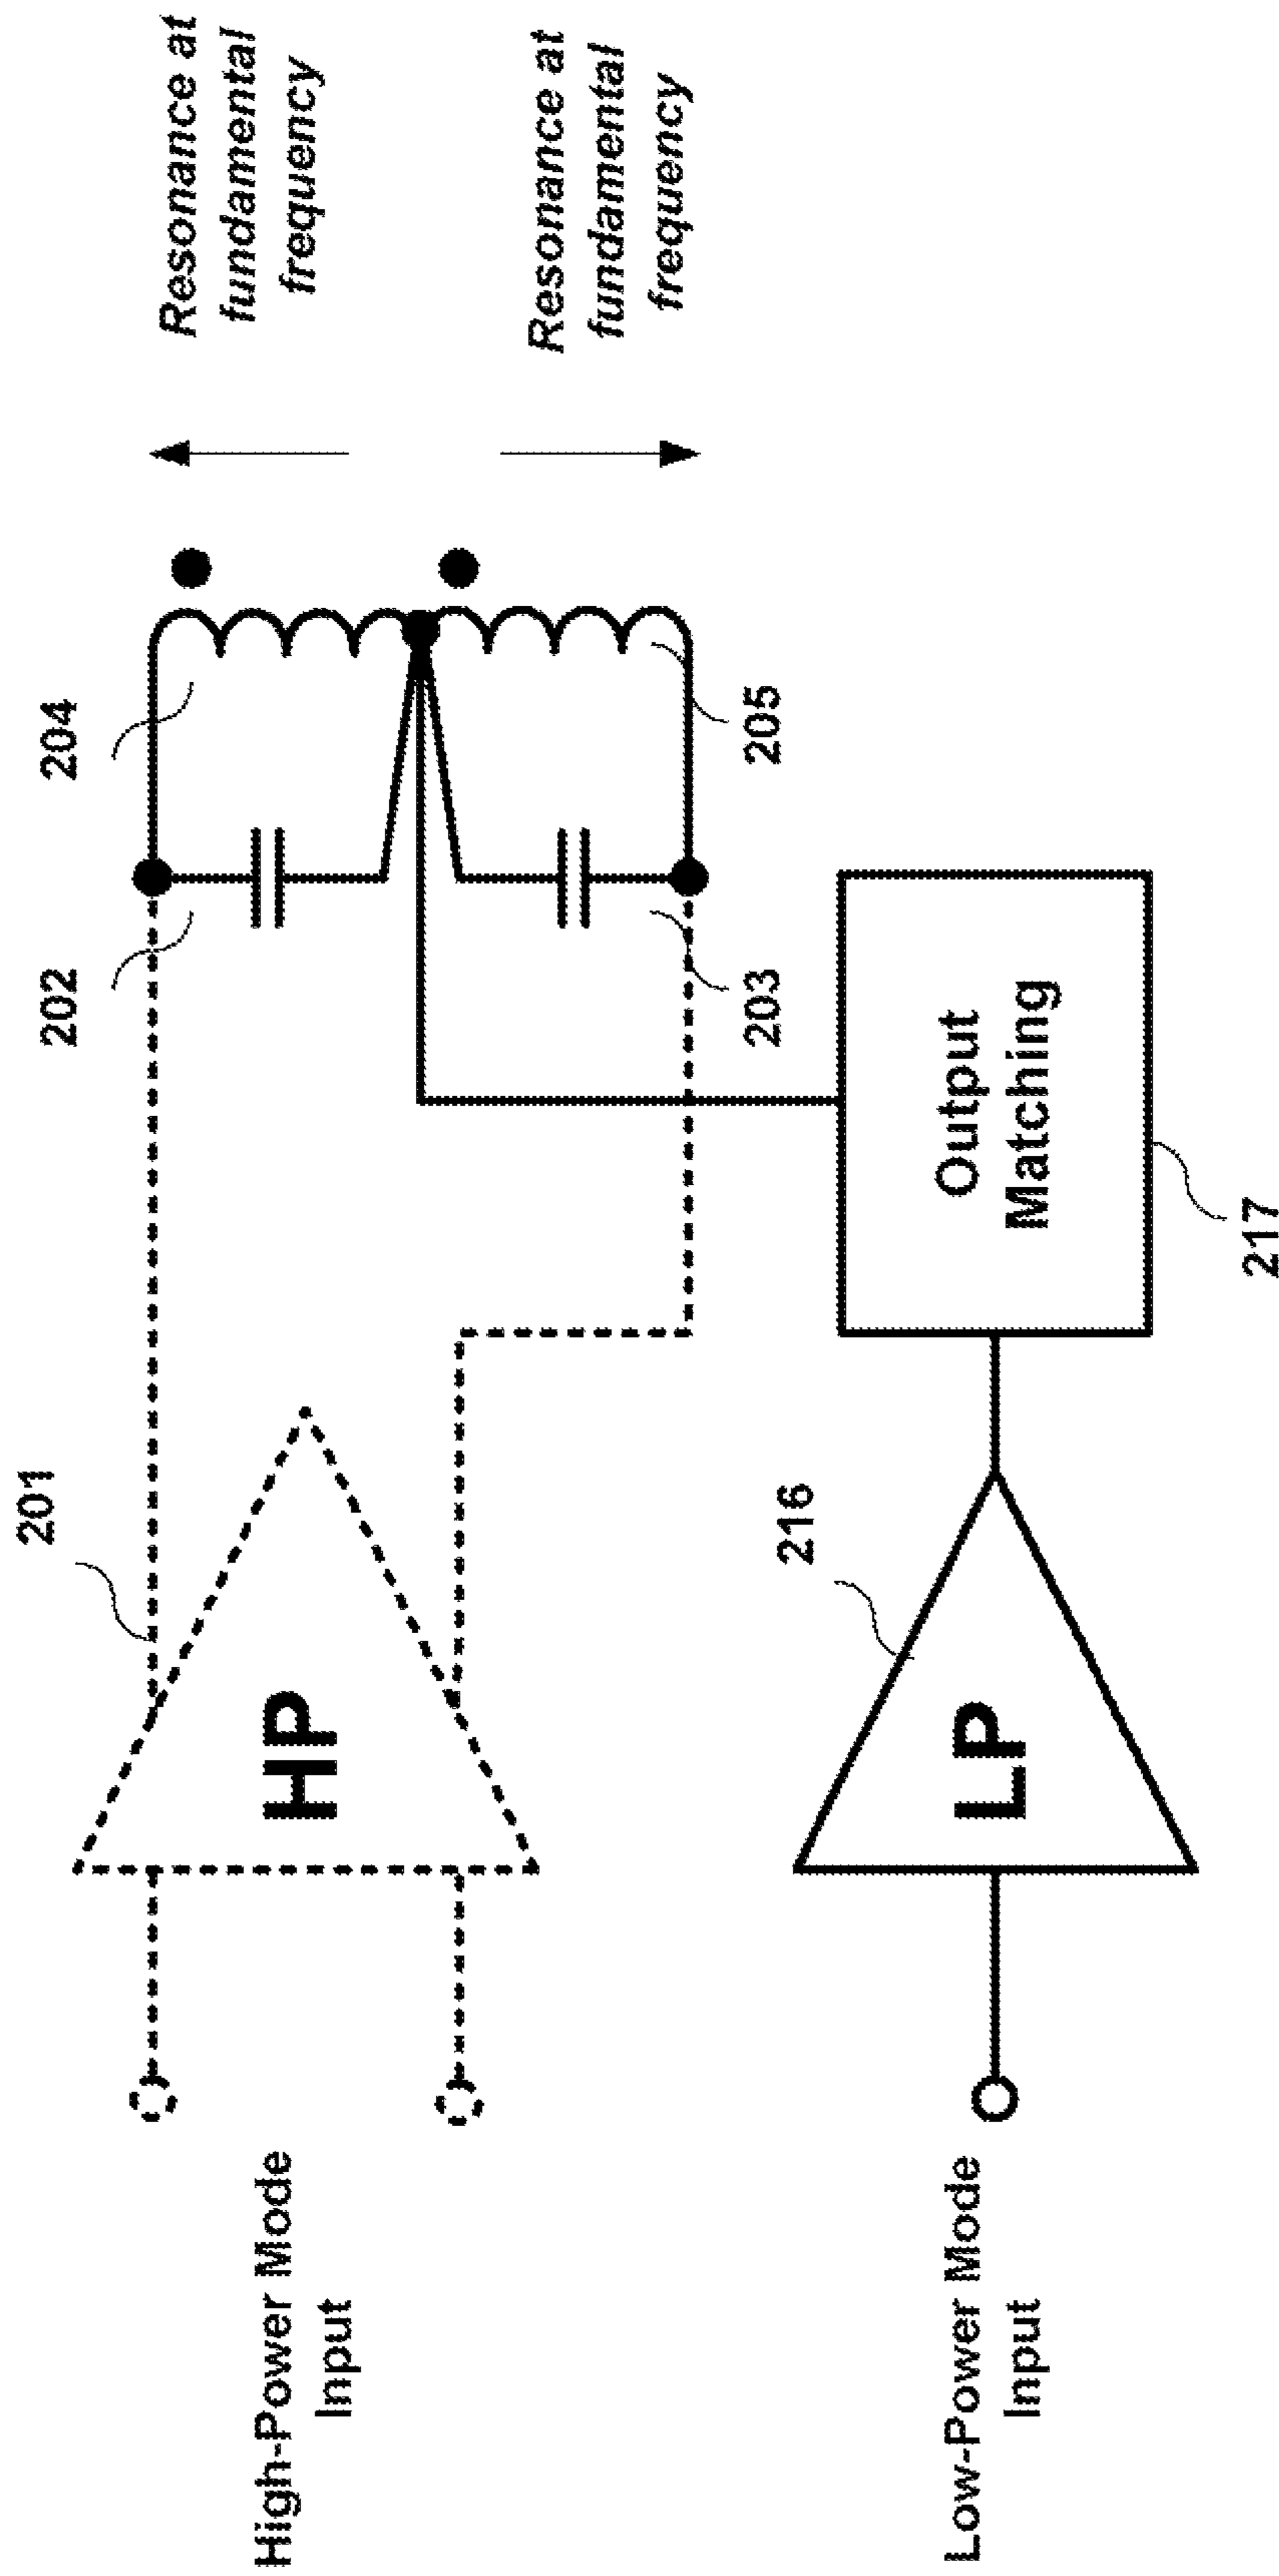 High-Power Mode
Input
HP
201
202
204
Resonance at
fundamental
frequency
203
205
Resonance at
fundamental
frequency
Low-Power Mode
Input
LP
216
Output
Matching
217